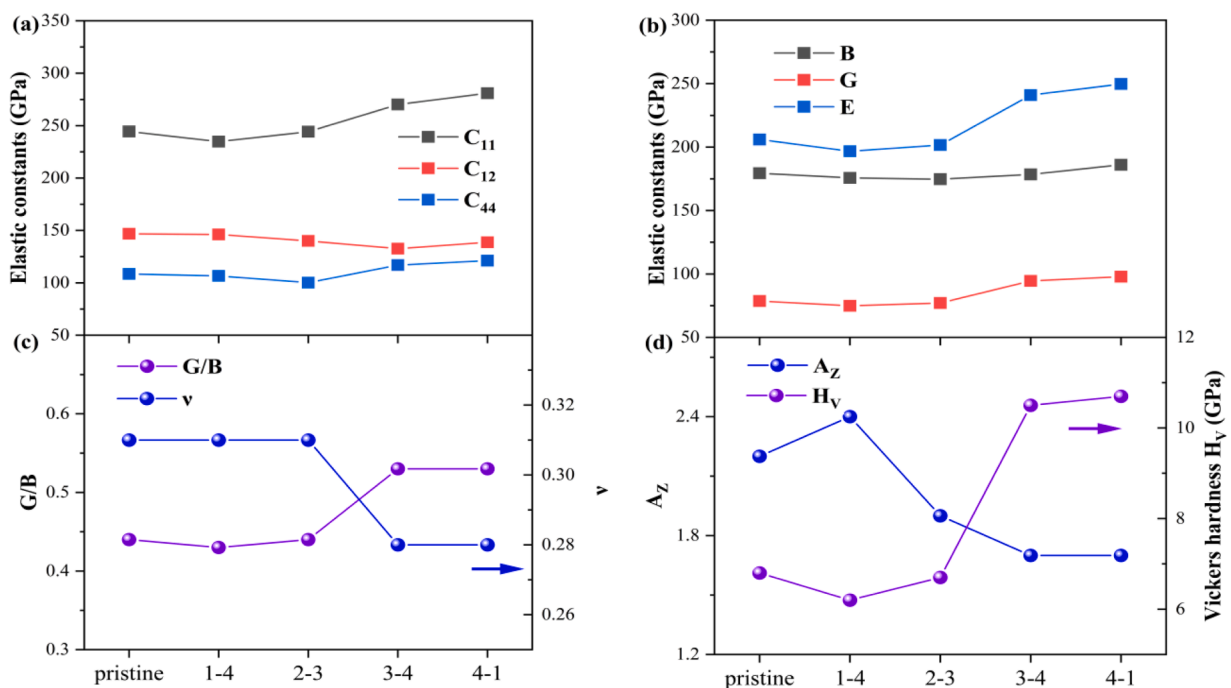 (a)
350
300
250
200
150
100
50
Elastic constants (GPa)
C11
C12
C44
(b)
300
250
200
150
100
50
Elastic constants (GPa)
B
G
E
(c)
0.6
0.5
0.4
0.3
G/B
G/B
ν
0.32
0.30
0.28
0.26
ν
pristine 1-4 2-3 3-4 4-1
(d)
2.4
1.8
1.2
AZ
AZ
HV
12
10
8
6
Vickers hardness HV (GPa)
pristine 1-4 2-3 3-4 4-1